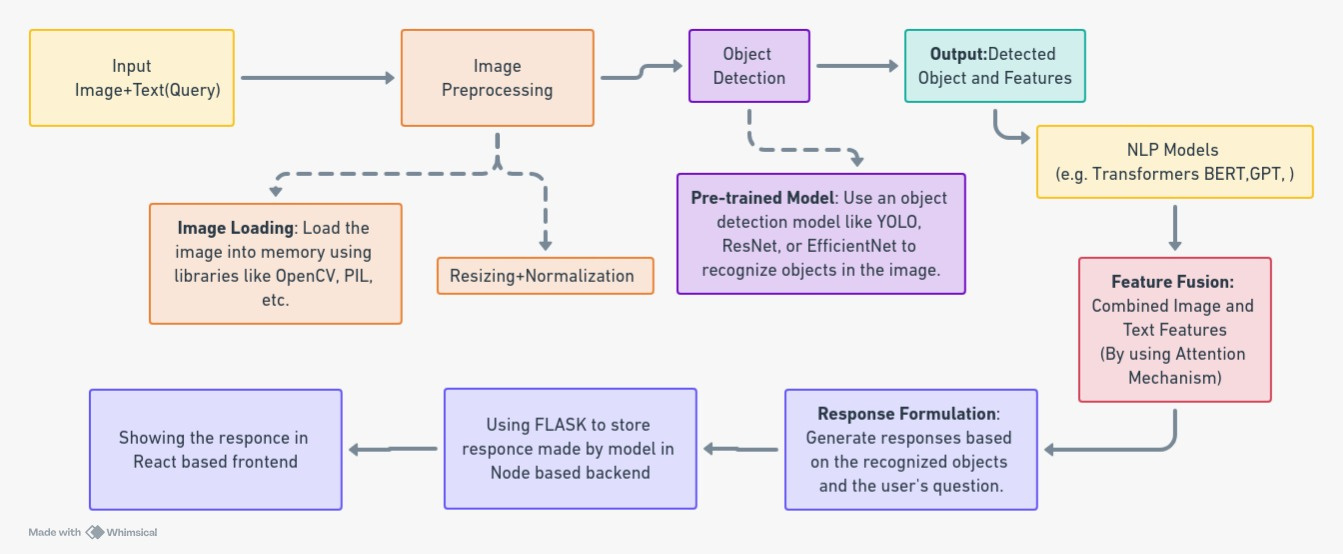 Input
Image+Text(Query)
Image
Preprocessing
Object
Detection
Output:Detected
Object and Features
NLP Models
(e.g. Transformers BERT,GPT, )
Image Loading: Load the
image into memory using
libraries like OpenCV, PIL,
etc.
Resizing+Normalization
Pre-trained Model: Use an object
detection model like YOLO,
ResNet, or EfficientNet to
recognize objects in the image.
Feature Fusion:
Combined Image and
Text Features
(By using Attention
Mechanism)
Response Formulation:
Generate responses based
on the recognized objects
and the user's question.
Using FLASK to store
responce made by model in
Node based backend
Showing the responce in
React based frontend
Made with Whimsical